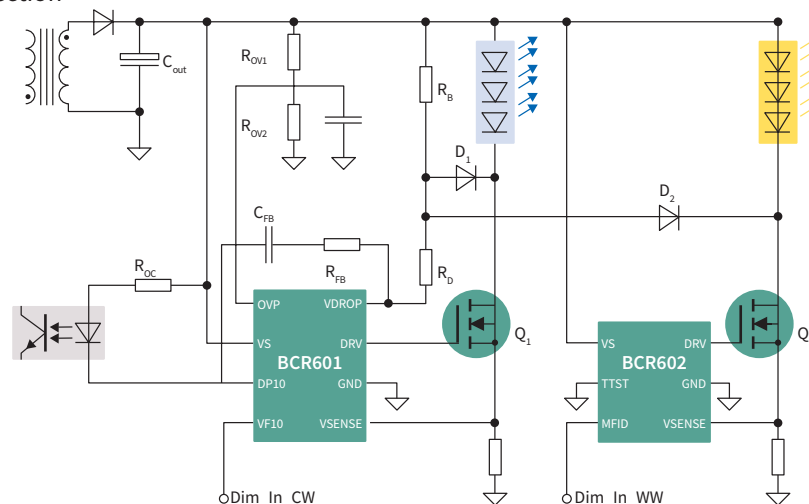 C_out
R_OV1
R_OV2
R_B
D_1
D_2
C_FB
R_FB
R_OC
R_D
OVP VDROP
VS DRV
BCR601
DP10 GND
VF10 VSENSE
Q_1
VS DRV
BCR602
TTST GND
MFID VSENSE
Q
Dim_In_CW
Dim_In_WW